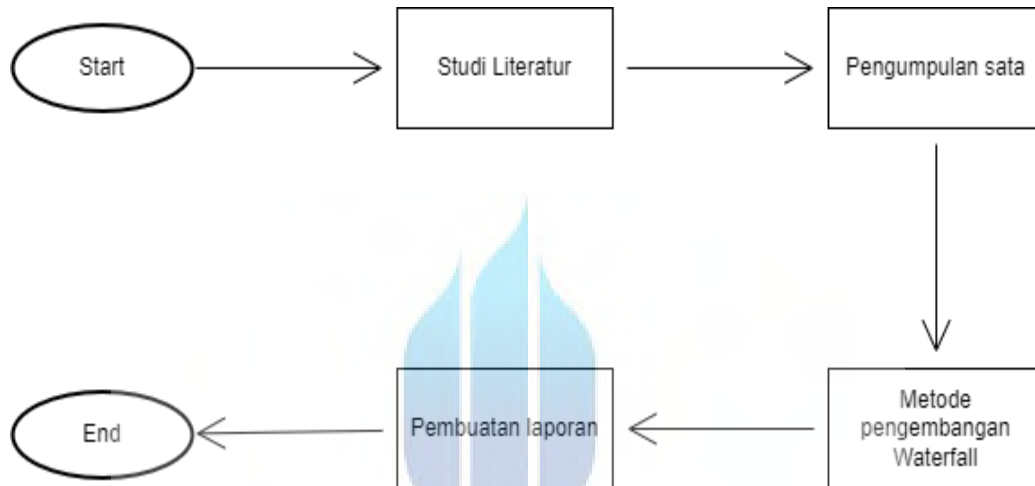 Start
Studi Literatur
Pengumpulan sata
Metode
pengembangan
Waterfall
Pembuatan laporan
End